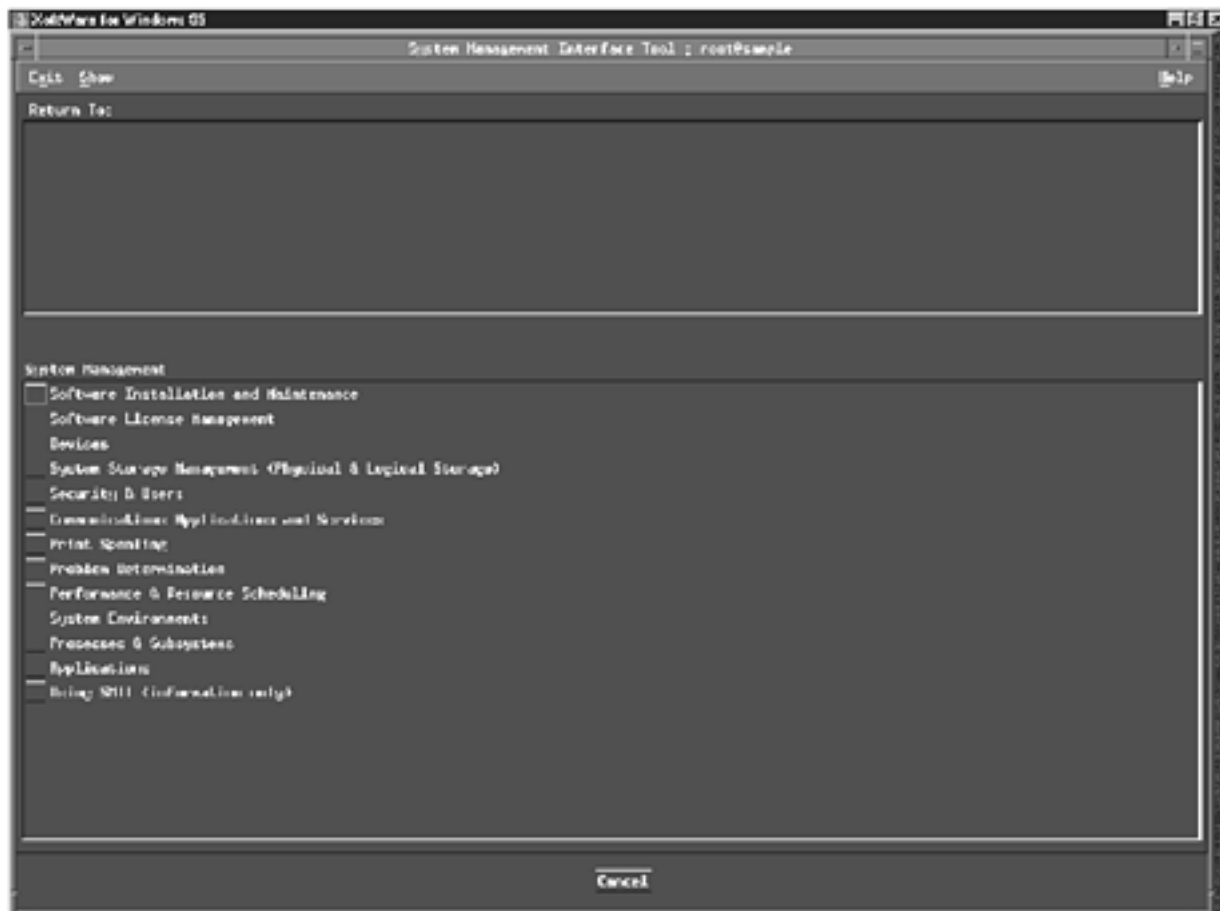 XoftWare for Windows 95
System Management Interface Tool : root@sample
Exit Show Help
Return To:
System Management
Software Installation and Maintenance
Software License Management
Devices
System Storage Management (Physical & Logical Storage)
Security & Users
Communications Applications and Services
Print Spooling
Problem Determination
Performance & Resource Scheduling
System Environments
Processes & Subsystems
Applications
Using SMIT (information only)
Cancel